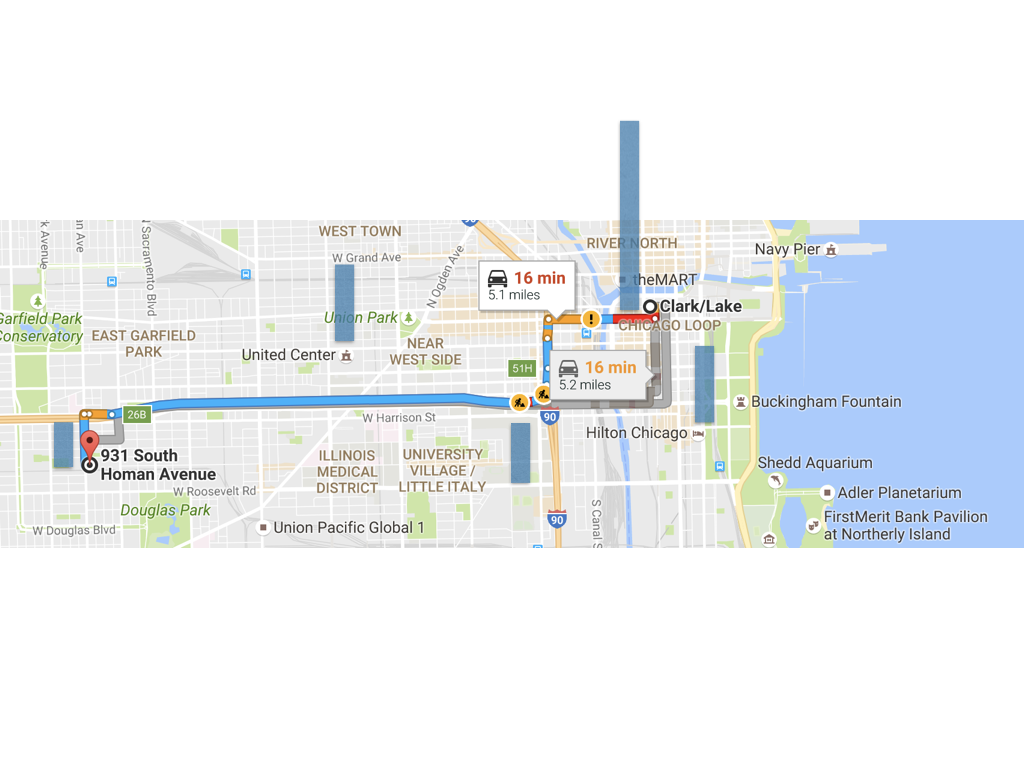 WEST TOWN
W Grand Ave
N Ogden Ave
RIVER NORTH
Navy Pier
k Avenue
an Ave
N Sacramento Blvd
theMART
16 min
5.1 miles
Clark/Lake
CHICAGO LOOP
Garfield Park
Conservatory
EAST GARFIELD
PARK
Union Park
United Center
NEAR
WEST SIDE
51H
16 min
5.2 miles
26B
W Harrison St
90
Buckingham Fountain
Hilton Chicago
931 South
Homan Avenue
ILLINOIS
MEDICAL
DISTRICT
UNIVERSITY
VILLAGE /
LITTLE ITALY
Shedd Aquarium
W Roosevelt Rd
Douglas Park
Adler Planetarium
W Douglas Blvd
Union Pacific Global 1
90
S Canal S
FirstMerit Bank Pavilion
at Northerly Island